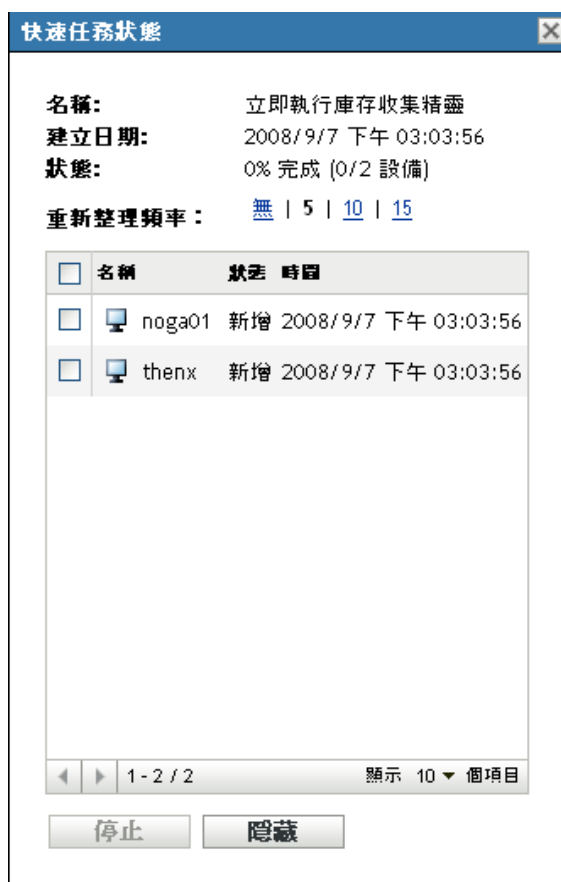 快速任務狀態
名稱: 立即執行庫存收集精靈
建立日期: 2008/9/7 下午 03:03:56
狀態: 0% 完成 (0/2 設備)
重新整理頻率： 無 | 5 | 10 | 15
名稱 狀態 時間
noga01 新增 2008/9/7 下午 03:03:56
thenx 新增 2008/9/7 下午 03:03:56
1 - 2 / 2 顯示 10 個項目
停止 隱藏